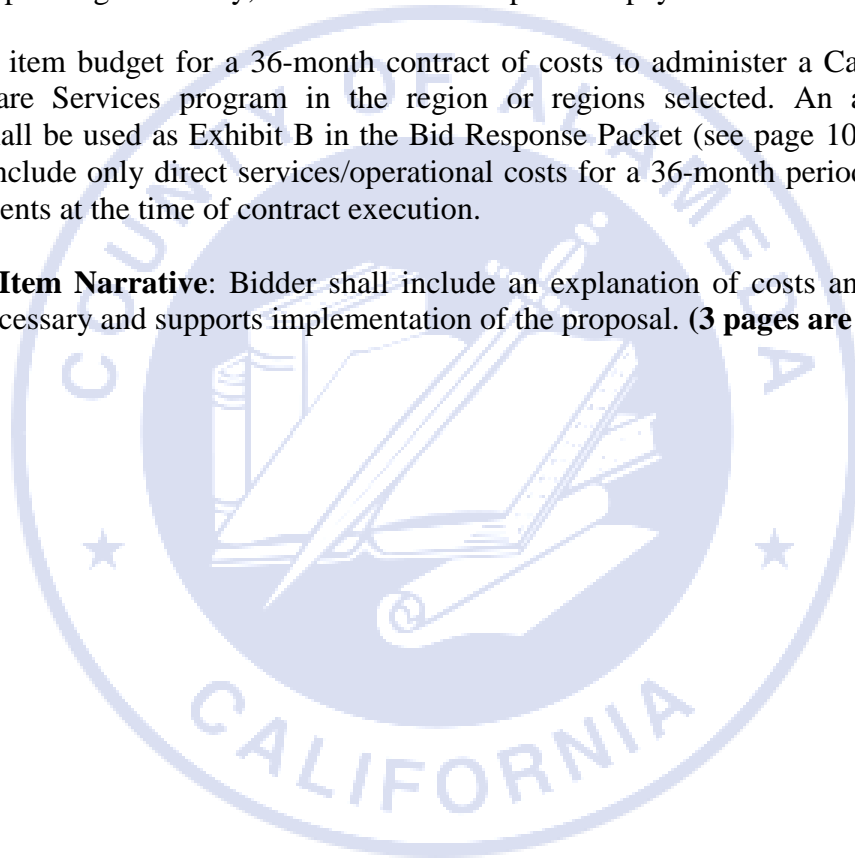 item budget for a 36-month contract of costs to administer a Ca
are Services program in the region or regions selected. An a
all be used as Exhibit B in the Bid Response Packet (see page 10
nclude only direct services/operational costs for a 36-month period
ents at the time of contract execution.
Item Narrative: Bidder shall include an explanation of costs an
cessary and supports implementation of the proposal. (3 pages are
COUNTY OF ALAMEDA
CALIFORNIA